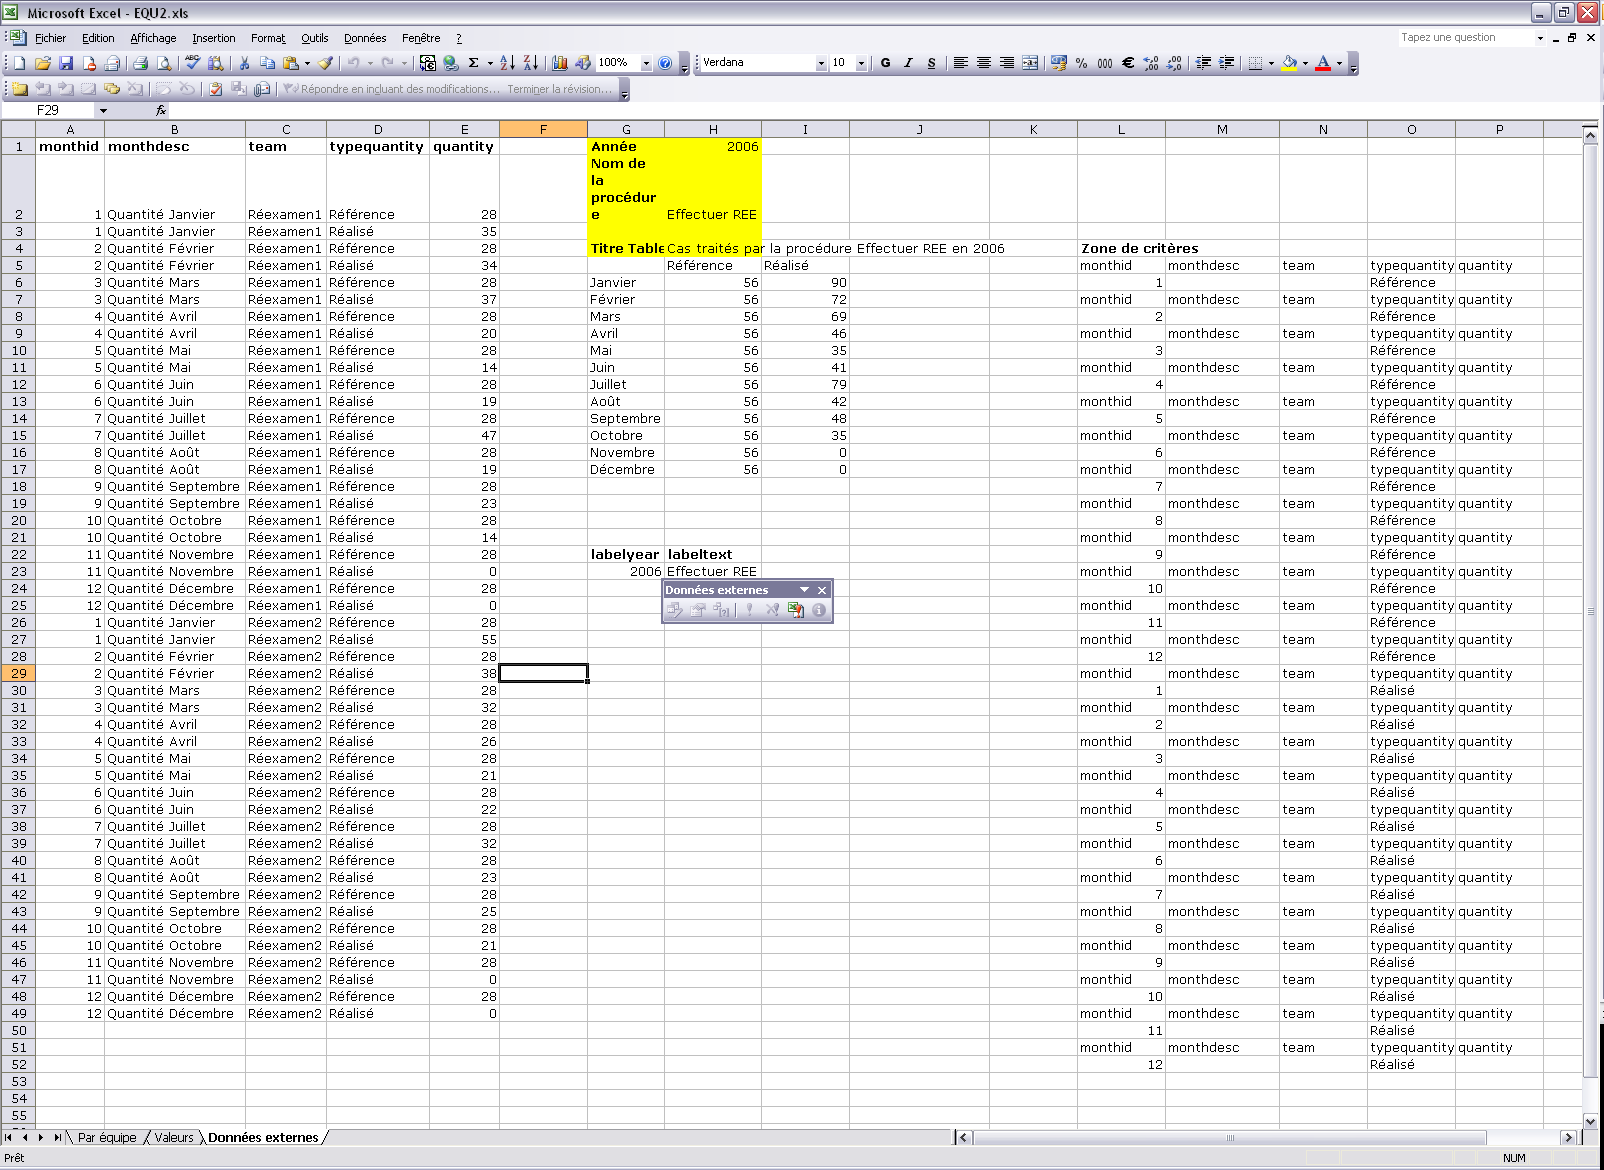 Microsoft Excel - EQU2.xls
Fichier Edition Affichage Insertion Format Outils Données Fenêtre ? Tapez une question
100% Verdana 10 G I S % 000 €
Répondre en incluant des modifications... Terminer la révision...
F29 fx
A B C D E F G H I J K L M N O P
1 monthid monthdesc team typequantity quantity Année 2006
Nom de
la
procédur
2 1 Quantité Janvier Réexamen1 Référence 28 e Effectuer REE
3 1 Quantité Janvier Réexamen1 Réalisé 35
4 2 Quantité Février Réexamen1 Référence 28 Titre Table Cas traités par la procédure Effectuer REE en 2006 Zone de critères
5 2 Quantité Février Réexamen1 Réalisé 34 Référence Réalisé monthid monthdesc team typequantity quantity
6 3 Quantité Mars Réexamen1 Référence 28 Janvier 56 90 1 Référence
7 3 Quantité Mars Réexamen1 Réalisé 37 Février 56 72 monthid monthdesc team typequantity quantity
8 4 Quantité Avril Réexamen1 Référence 28 Mars 56 69 2 Référence
9 4 Quantité Avril Réexamen1 Réalisé 20 Avril 56 46 monthid monthdesc team typequantity quantity
10 5 Quantité Mai Réexamen1 Référence 28 Mai 56 35 3 Référence
11 5 Quantité Mai Réexamen1 Réalisé 14 Juin 56 41 monthid monthdesc team typequantity quantity
12 6 Quantité Juin Réexamen1 Référence 28 Juillet 56 79 4 Référence
13 6 Quantité Juin Réexamen1 Réalisé 19 Août 56 42 monthid monthdesc team typequantity quantity
14 7 Quantité Juillet Réexamen1 Référence 28 Septembre 56 48 5 Référence
15 7 Quantité Juillet Réexamen1 Réalisé 47 Octobre 56 35 monthid monthdesc team typequantity quantity
16 8 Quantité Août Réexamen1 Référence 28 Novembre 56 0 6 Référence
17 8 Quantité Août Réexamen1 Réalisé 19 Décembre 56 0 monthid monthdesc team typequantity quantity
18 9 Quantité Septembre Réexamen1 Référence 28 7 Référence
19 9 Quantité Septembre Réexamen1 Réalisé 23 monthid monthdesc team typequantity quantity
20 10 Quantité Octobre Réexamen1 Référence 28 8 Référence
21 10 Quantité Octobre Réexamen1 Réalisé 14 monthid monthdesc team typequantity quantity
22 11 Quantité Novembre Réexamen1 Référence 28 labelyear labeltext 9 Référence
23 11 Quantité Novembre Réexamen1 Réalisé 0 2006 Effectuer REE monthid monthdesc team typequantity quantity
24 12 Quantité Décembre Réexamen1 Référence 28 Données externes 10 Référence
25 12 Quantité Décembre Réexamen1 Réalisé 0 monthid monthdesc team typequantity quantity
26 1 Quantité Janvier Réexamen2 Référence 28 11 Référence
27 1 Quantité Janvier Réexamen2 Réalisé 55 monthid monthdesc team typequantity quantity
28 2 Quantité Février Réexamen2 Référence 28 12 Référence
29 2 Quantité Février Réexamen2 Réalisé 38 monthid monthdesc team typequantity quantity
30 3 Quantité Mars Réexamen2 Référence 28 1 Réalisé
31 3 Quantité Mars Réexamen2 Réalisé 32 monthid monthdesc team typequantity quantity
32 4 Quantité Avril Réexamen2 Référence 28 2 Réalisé
33 4 Quantité Avril Réexamen2 Réalisé 26 monthid monthdesc team typequantity quantity
34 5 Quantité Mai Réexamen2 Référence 28 3 Réalisé
35 5 Quantité Mai Réexamen2 Réalisé 21 monthid monthdesc team typequantity quantity
36 6 Quantité Juin Réexamen2 Référence 28 4 Réalisé
37 6 Quantité Juin Réexamen2 Réalisé 22 monthid monthdesc team typequantity quantity
38 7 Quantité Juillet Réexamen2 Référence 28 5 Réalisé
39 7 Quantité Juillet Réexamen2 Réalisé 32 monthid monthdesc team typequantity quantity
40 8 Quantité Août Réexamen2 Référence 28 6 Réalisé
41 8 Quantité Août Réexamen2 Réalisé 23 monthid monthdesc team typequantity quantity
42 9 Quantité Septembre Réexamen2 Référence 28 7 Réalisé
43 9 Quantité Septembre Réexamen2 Réalisé 25 monthid monthdesc team typequantity quantity
44 10 Quantité Octobre Réexamen2 Référence 28 8 Réalisé
45 10 Quantité Octobre Réexamen2 Réalisé 21 monthid monthdesc team typequantity quantity
46 11 Quantité Novembre Réexamen2 Référence 28 9 Réalisé
47 11 Quantité Novembre Réexamen2 Réalisé 0 monthid monthdesc team typequantity quantity
48 12 Quantité Décembre Réexamen2 Référence 28 10 Réalisé
49 12 Quantité Décembre Réexamen2 Réalisé 0 monthid monthdesc team typequantity quantity
50 11 Réalisé
51 monthid monthdesc team typequantity quantity
52 12 Réalisé
53
54
55
Par équipe Valeurs Données externes
Prêt NUM